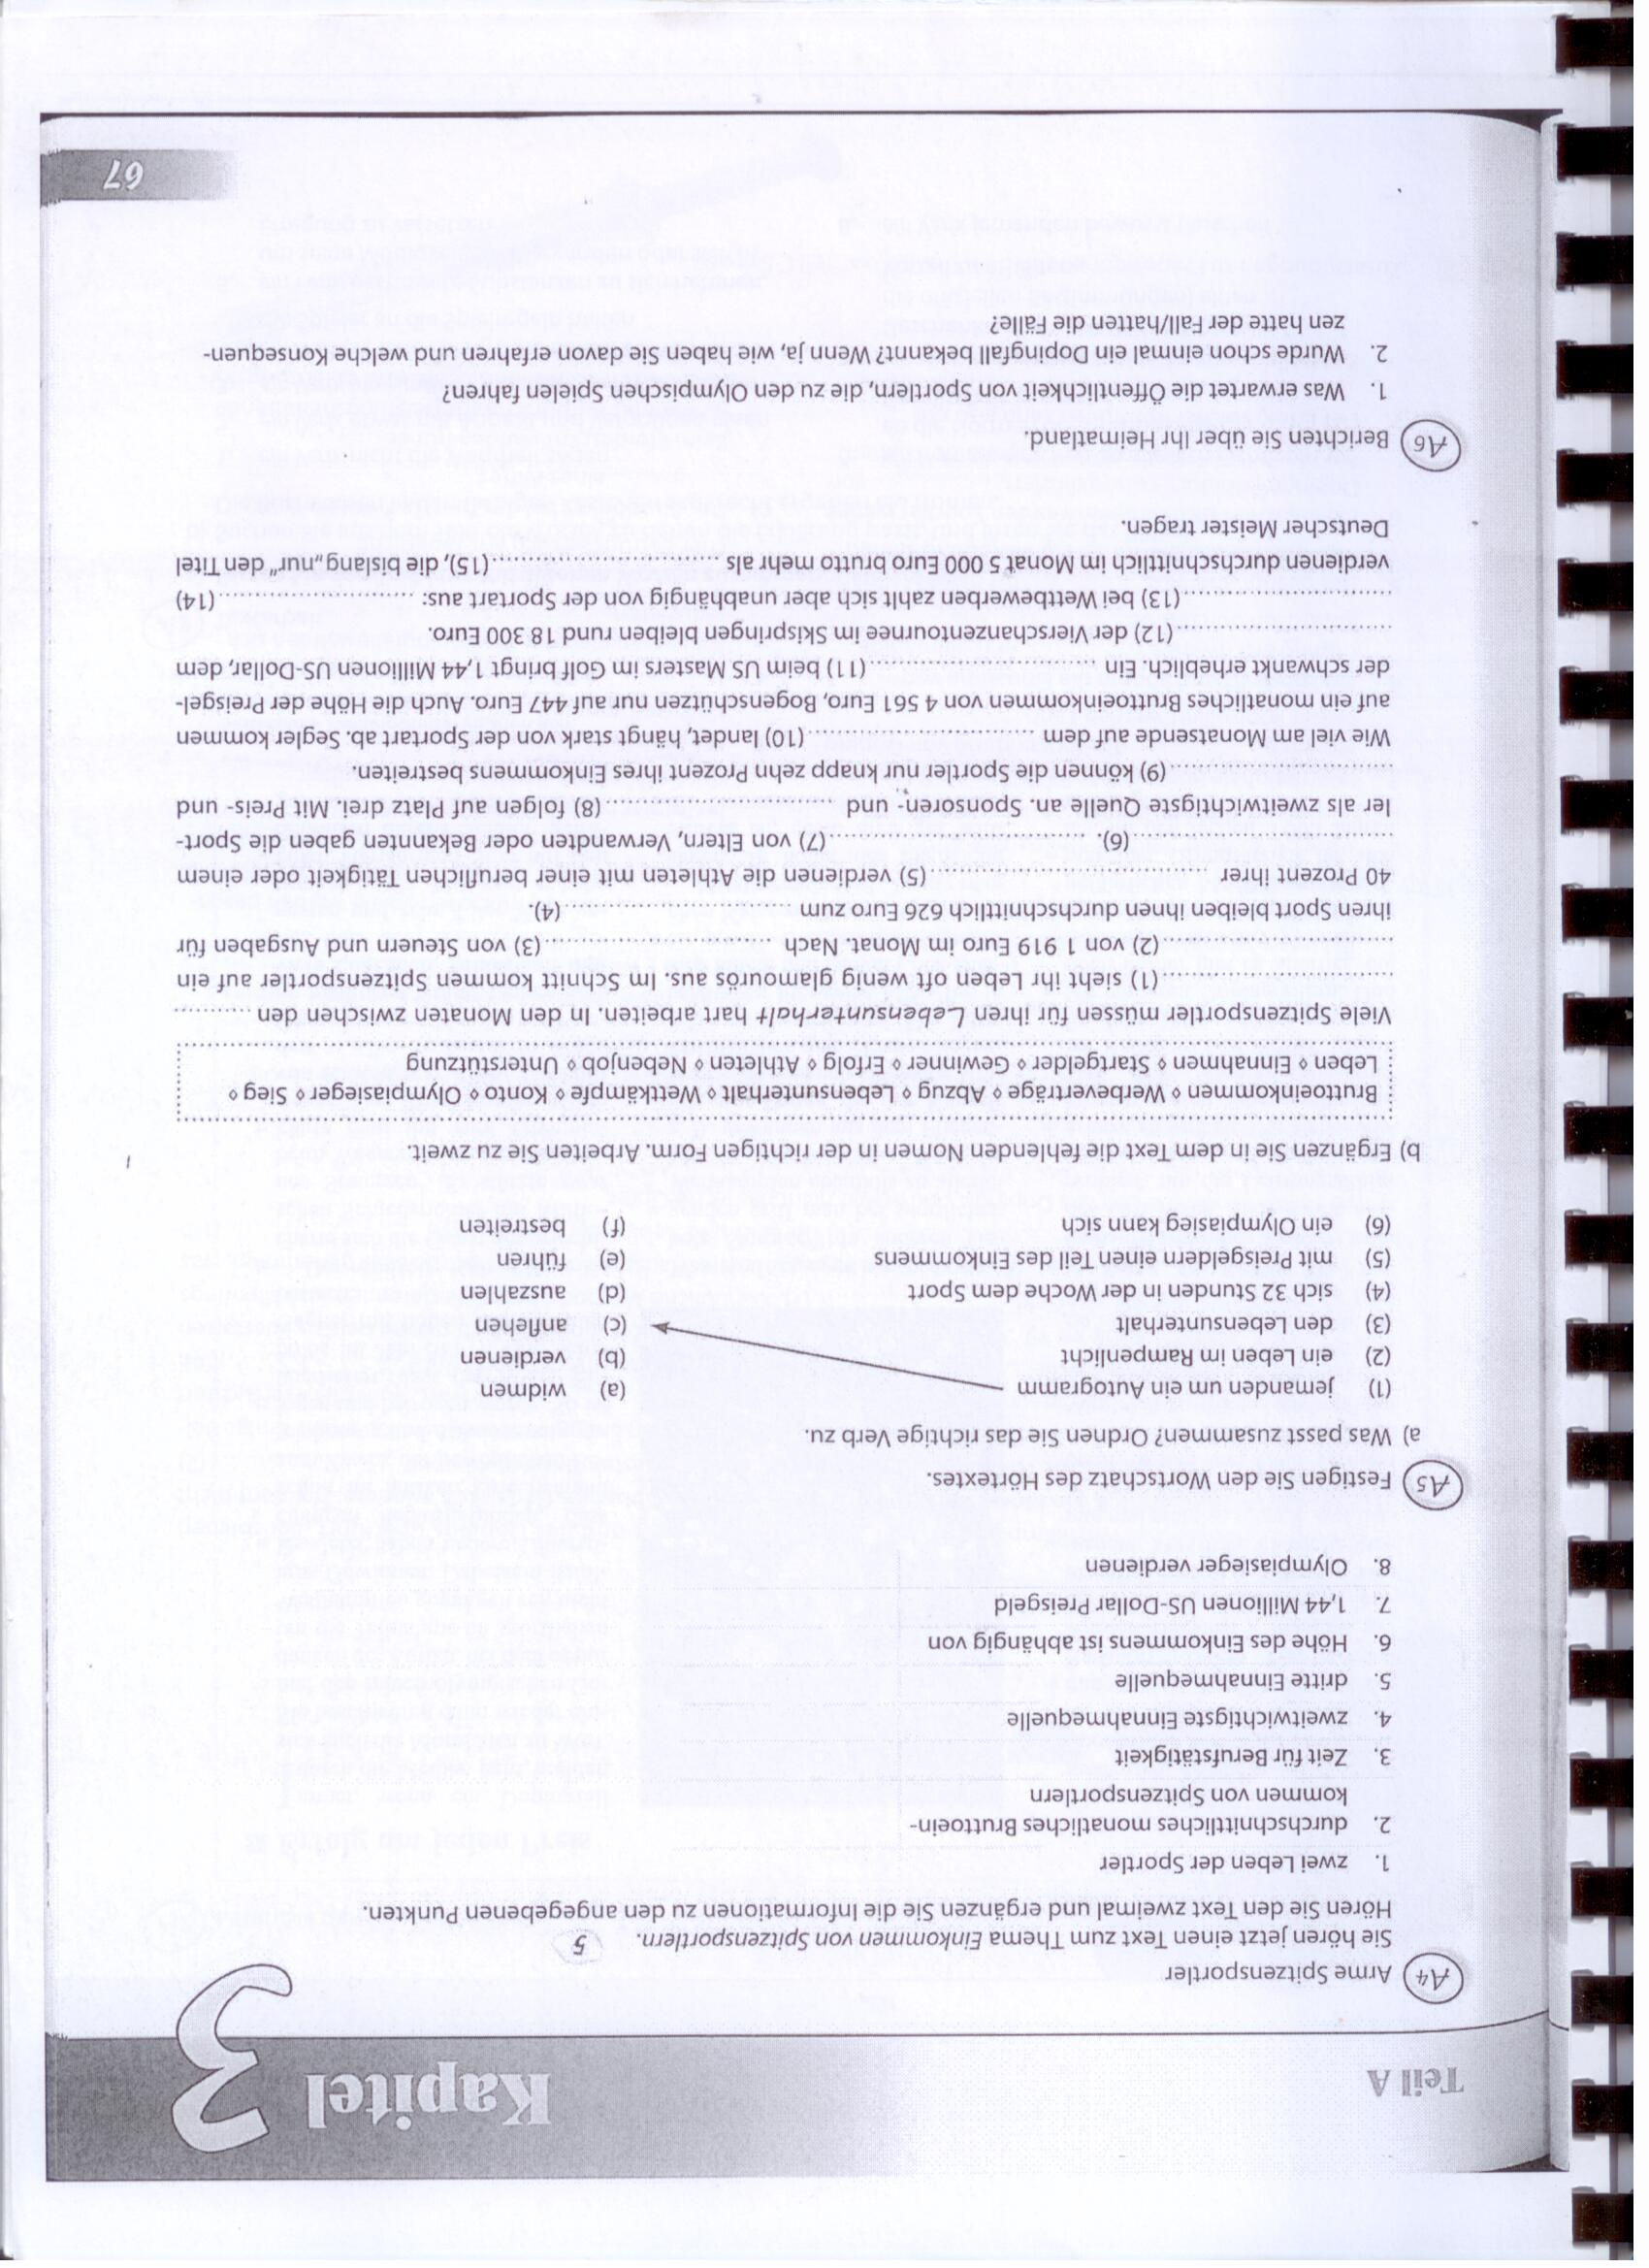 Teil A
Kapitel 3
A4 Arme Spitzensportler
Sie hören jetzt einen Text zum Thema Einkommen von Spitzensportlern. 5
Hören Sie den Text zweimal und ergänzen Sie die Informationen zu den angegebenen Punkten.
1. zwei Leben der Sportler
2. durchschnittliches monatliches Bruttoein-
kommen von Spitzensportlern
3. Zeit für Berufstätigkeit
4. zweitwichtigste Einnahmequelle
5. dritte Einnahmequelle
6. Höhe des Einkommens ist abhängig von
7. 1,44 Millionen US-Dollar Preisgeld
8. Olympiasieger verdienen
A5 Festigen Sie den Wortschatz des Hörtextes.
a) Was passt zusammen? Ordnen Sie das richtige Verb zu.
(1) jemanden um ein Autogramm (a) widmen
(2) ein Leben im Rampenlicht (b) verdienen
(3) den Lebensunterhalt (c) anflehen
(4) sich 32 Stunden in der Woche dem Sport (d) auszahlen
(5) mit Preisgeldern einen Teil des Einkommens (e) führen
(6) ein Olympiasieg kann sich (f) bestreiten
b) Ergänzen Sie in dem Text die fehlenden Nomen in der richtigen Form. Arbeiten Sie zu zweit.
Bruttoeinkommen ⋄ Werbeverträge ⋄ Abzug ⋄ Lebensunterhalt ⋄ Wettkämpfe ⋄ Konto ⋄ Olympiasieger ⋄ Sieg ⋄
Leben ⋄ Einnahmen ⋄ Startgelder ⋄ Gewinner ⋄ Erfolg ⋄ Athleten ⋄ Nebenjob ⋄ Unterstützung
Viele Spitzensportler müssen für ihren Lebensunterhalt hart arbeiten. In den Monaten zwischen den ...........
................................ (1) sieht ihr Leben oft wenig glamourös aus. Im Schnitt kommen Spitzensportler auf ein
................................ (2) von 1 919 Euro im Monat. Nach ................................ (3) von Steuern und Ausgaben für
ihren Sport bleiben ihnen durchschnittlich 626 Euro zum ................................ (4).
40 Prozent ihrer ...................................... (5) verdienen die Athleten mit einer beruflichen Tätigkeit oder einem
.................................... (6). .................................... (7) von Eltern, Verwandten oder Bekannten gaben die Sport-
ler als zweitwichtigste Quelle an. Sponsoren- und ................................ (8) folgen auf Platz drei. Mit Preis- und
............................... (9) können die Sportler nur knapp zehn Prozent ihres Einkommens bestreiten.
Wie viel am Monatsende auf dem ................................ (10) landet, hängt stark von der Sportart ab. Segler kommen
auf ein monatliches Bruttoeinkommen von 4 561 Euro, Bogenschützen nur auf 447 Euro. Auch die Höhe der Preisgel-
der schwankt erheblich. Ein ................................ (11) beim US Masters im Golf bringt 1,44 Millionen US-Dollar, dem
.............................. (12) der Vierschanzentournee im Skispringen bleiben rund 18 300 Euro.
............................. (13) bei Wettbewerben zahlt sich aber unabhängig von der Sportart aus: ........................... (14)
verdienen durchschnittlich im Monat 5 000 Euro brutto mehr als ................................ (15), die bislang „nur“ den Titel
Deutscher Meister tragen.
A6 Berichten Sie über Ihr Heimatland.
1. Was erwartet die Öffentlichkeit von Sportlern, die zu den Olympischen Spielen fahren?
2. Wurde schon einmal ein Dopingfall bekannt? Wenn ja, wie haben Sie davon erfahren und welche Konsequen-
zen hatte der Fall/hatten die Fälle?
67